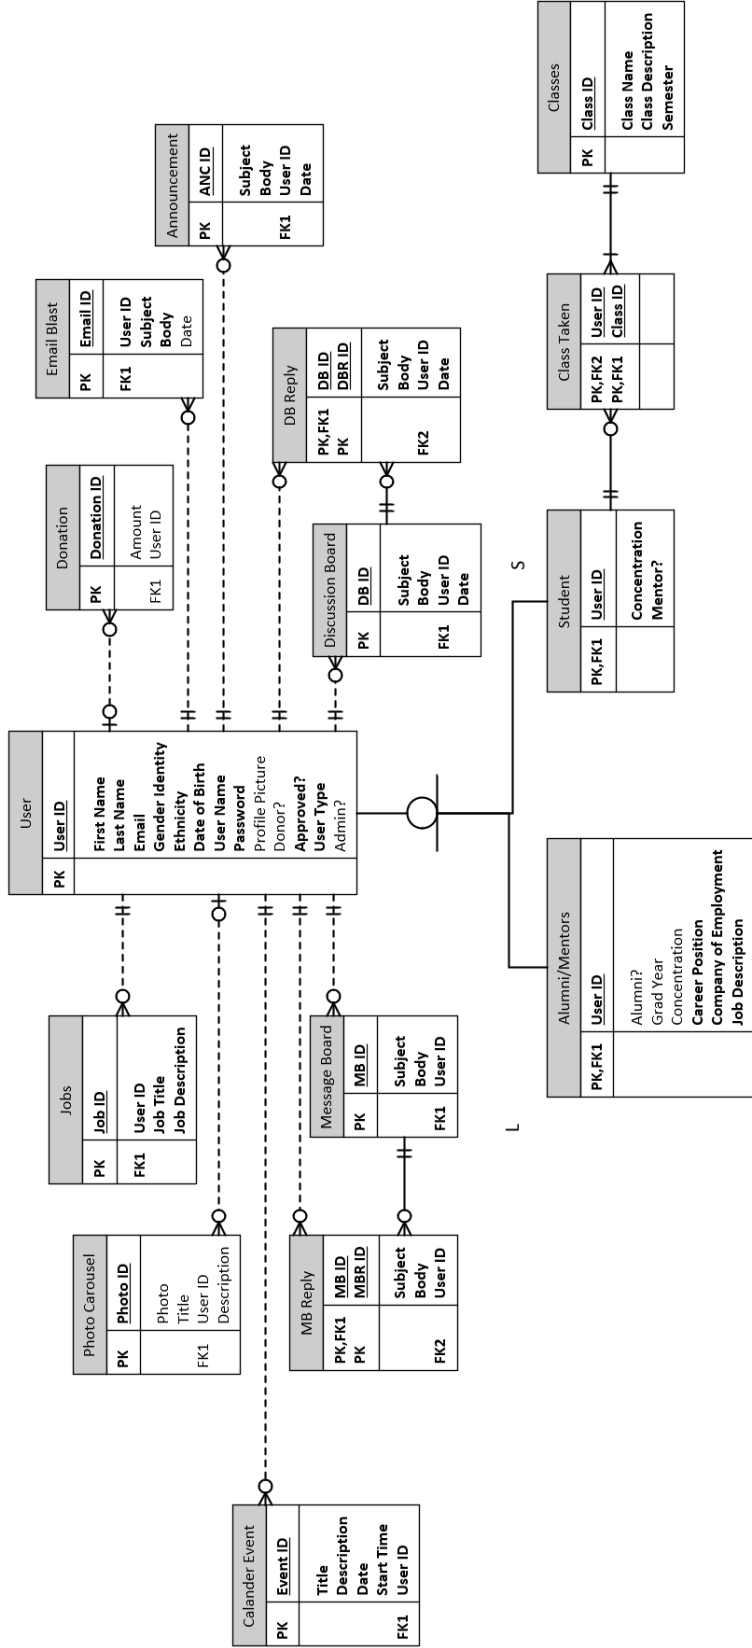 Calander Event
PK Event ID
Title
Description
Date
Start Time
FK1 User ID
Photo Carousel
PK Photo ID
Photo
Title
FK1 User ID
Description
Jobs
PK Job ID
FK1 User ID
Job Title
Job Description
MB Reply
PK,FK1 MB ID
PK MBR ID
Subject
Body
FK2 User ID
Message Board
PK MB ID
Subject
Body
FK1 User ID
User
PK User ID
First Name
Last Name
Email
Gender Identity
Ethnicity
Date of Birth
User Name
Password
Profile Picture
Donor?
Approved?
User Type
Admin?
Donation
PK Donation ID
Amount
FK1 User ID
Email Blast
PK Email ID
FK1 User ID
Subject
Body
Date
Announcement
PK ANC ID
Subject
Body
FK1 User ID
Date
Discussion Board
PK DB ID
Subject
Body
FK1 User ID
Date
DB Reply
PK,FK1 DB ID
PK DBR ID
Subject
Body
FK2 User ID
Date
L
S
Alumni/Mentors
PK,FK1 User ID
Alumni?
Grad Year
Concentration
Career Position
Company of Employment
Job Description
Student
PK,FK1 User ID
Concentration
Mentor?
Class Taken
PK,FK2 User ID
PK,FK1 Class ID
Classes
PK Class ID
Class Name
Class Description
Semester